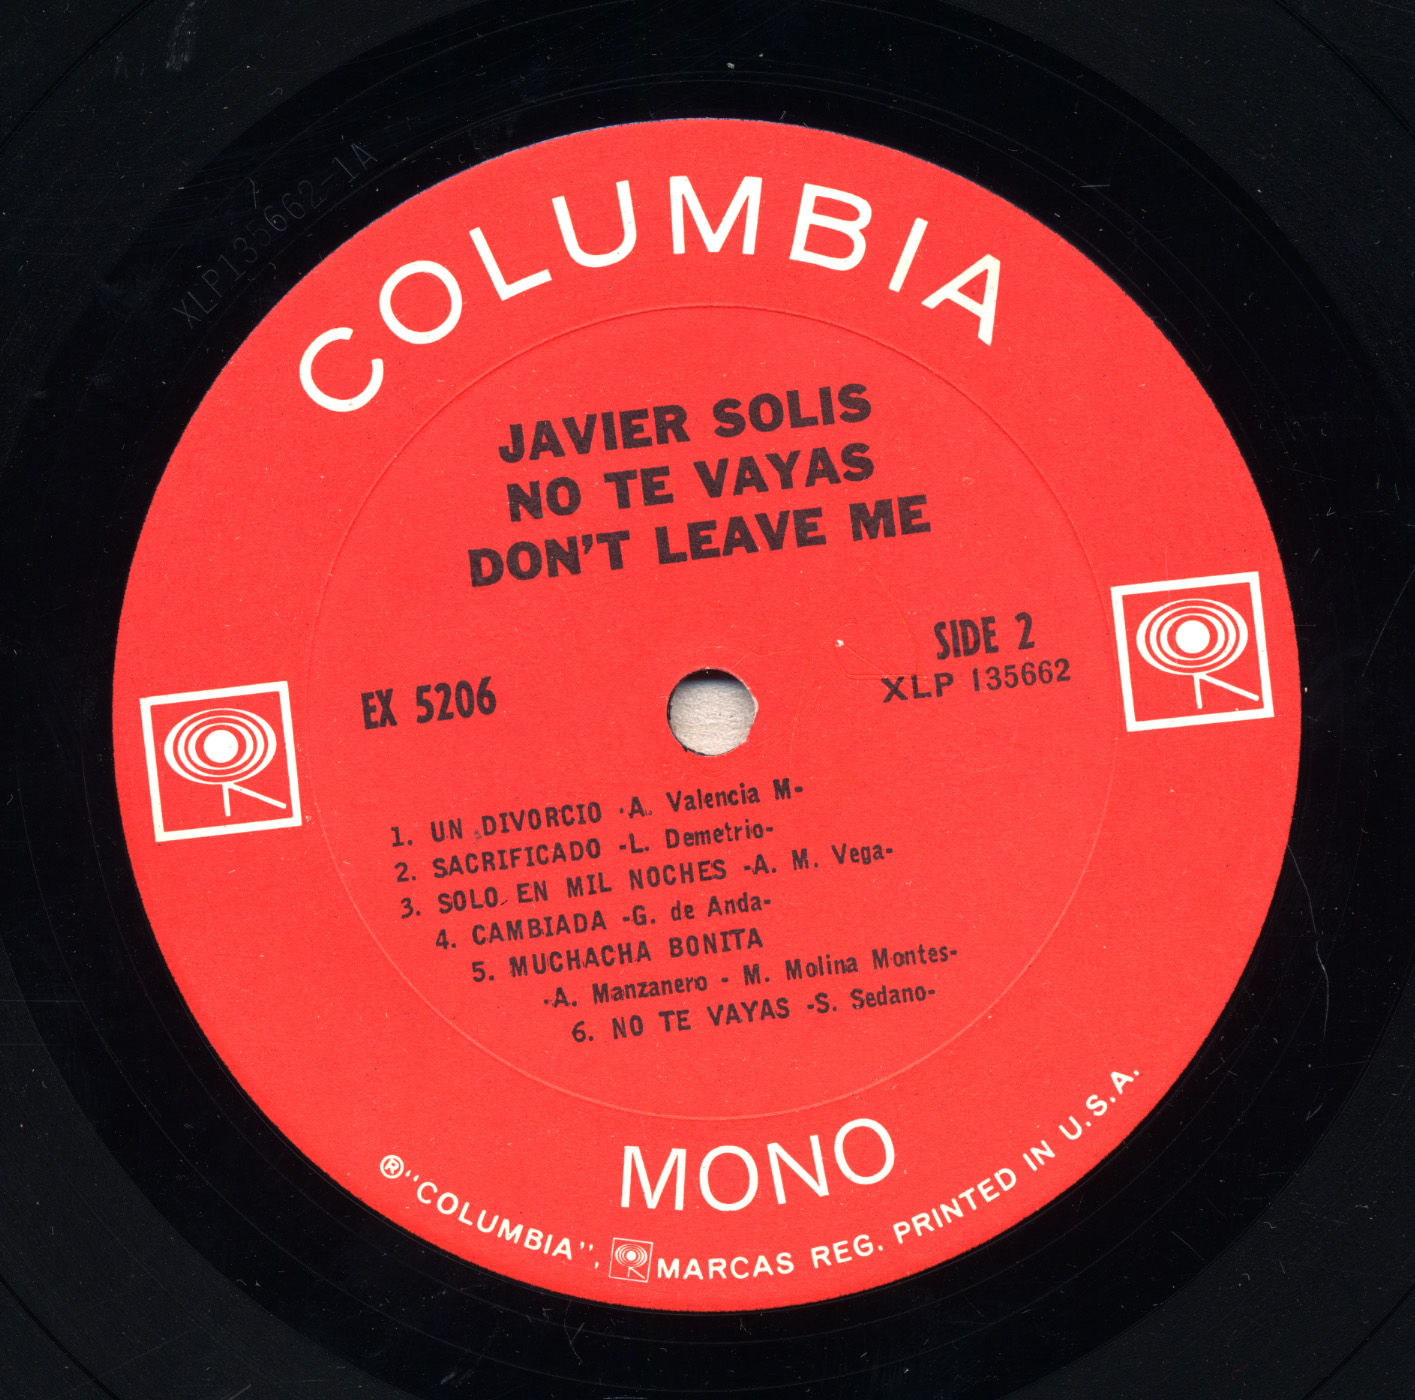 XLP135662-1A
COLUMBIA
JAVIER SOLIS
NO TE VAYAS
DON'T LEAVE ME
SIDE 2
EX 5206
XLP 135662
1. UN DIVORCIO -A. Valencia M-
2. SACRIFICADO -L. Demetrio-
3. SOLO EN MIL NOCHES -A. M. Vega-
4. CAMBIADA -G. de Anda-
5. MUCHACHA BONITA
-A. Manzanero - M. Molina Montes-
6. NO TE VAYAS -S. Sedano-
MONO
®"COLUMBIA", MARCAS REG. PRINTED IN U.S.A.